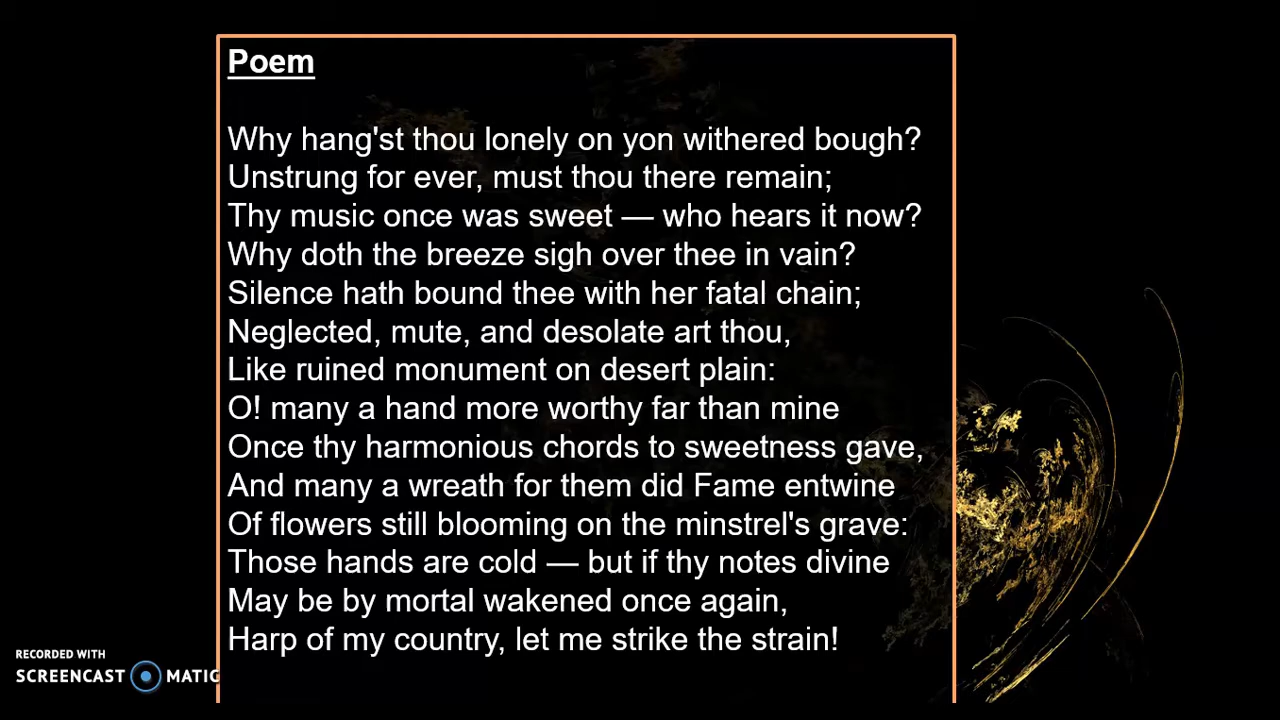 Poem
Why hang'st thou lonely on yon withered bough?
Unstrung for ever, must thou there remain;
Thy music once was sweet — who hears it now?
Why doth the breeze sigh over thee in vain?
Silence hath bound thee with her fatal chain;
Neglected, mute, and desolate art thou,
Like ruined monument on desert plain:
O! many a hand more worthy far than mine
Once thy harmonious chords to sweetness gave,
And many a wreath for them did Fame entwine
Of flowers still blooming on the minstrel's grave:
Those hands are cold — but if thy notes divine
May be by mortal wakened once again,
Harp of my country, let me strike the strain!
RECORDED WITH
SCREENCAST MATIC